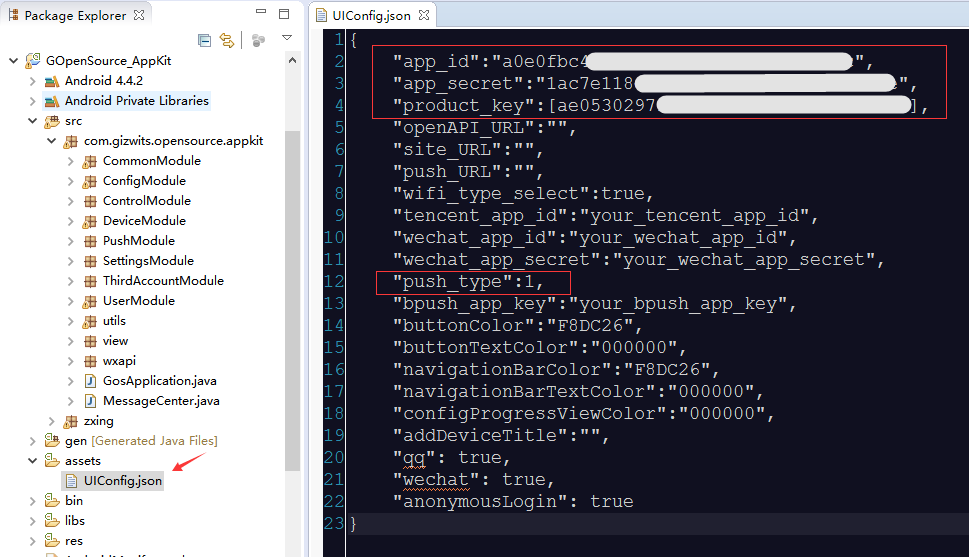 Package Explorer
GOpenSource_AppKit
Android 4.4.2
Android Private Libraries
src
com.gizwits.opensource.appkit
CommonModule
ConfigModule
ControlModule
DeviceModule
PushModule
SettingsModule
ThirdAccountModule
UserModule
utils
view
wxapi
GosApplication.java
MessageCenter.java
zxing
gen [Generated Java Files]
assets
UIConfig.json
bin
libs
res
UIConfig.json
1 {
2 "app_id":"a0e0fbc4 ",
3 "app_secret":"1ac7e118 ",
4 "product_key":[ae0530297 ],
5 "openAPI_URL":"",
6 "site_URL":"",
7 "push_URL":"",
8 "wifi_type_select":true,
9 "tencent_app_id":"your_tencent_app_id",
10 "wechat_app_id":"your_wechat_app_id",
11 "wechat_app_secret":"your_wechat_app_secret",
12 "push_type":1,
13 "bpush_app_key":"your_bpush_app_key",
14 "buttonColor":"F8DC26",
15 "buttonTextColor":"000000",
16 "navigationBarColor":"F8DC26",
17 "navigationBarTextColor":"000000",
18 "configProgressViewColor":"000000",
19 "addDeviceTitle":"",
20 "qq": true,
21 "wechat": true,
22 "anonymousLogin": true
23 }